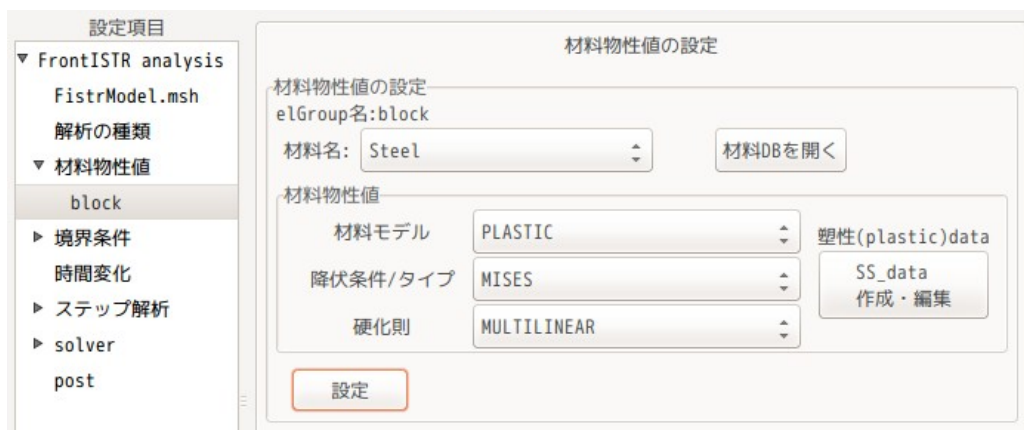 設定項目
FrontISTR analysis
FistrModel.msh
解析の種類
材料物性値
block
境界条件
時間変化
ステップ解析
solver
post
材料物性値の設定
材料物性値の設定
elGroup名:block
材料名: Steel 材料DBを開く
材料物性値
材料モデル PLASTIC
塑性(plastic)data
降伏条件/タイプ MISES
SS_data
作成・編集
硬化則 MULTILINEAR
設定